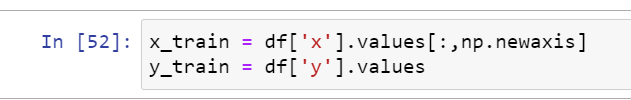 In [52]: x_train = df['x'].values[:,np.newaxis]
y_train = df['y'].values